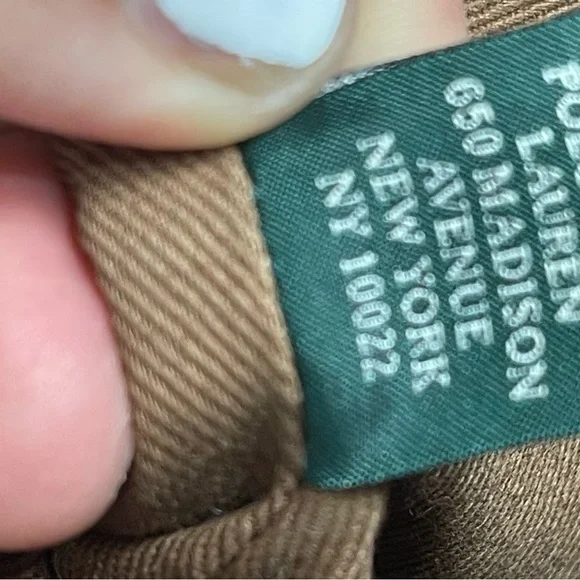 LAUREN
650 MADISON
AVENUE
NEW YORK
NY 10022